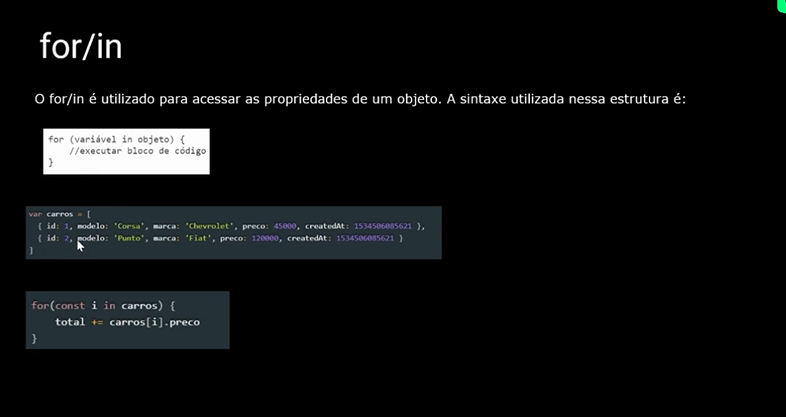 for/in
O for/in é utilizado para acessar as propriedades de um objeto. A sintaxe utilizada nessa estrutura é:
for (variável in objeto) {
//executar bloco de código
}
var carros = [
{ id: 1, modelo: 'Corsa', marca: 'Chevrolet', preco: 45000, createdAt: 1534506085621 },
{ id: 2, modelo: 'Punto', marca: 'Fiat', preco: 120000, createdAt: 1534506085621 }
]
for(const i in carros) {
total += carros[i].preco
}